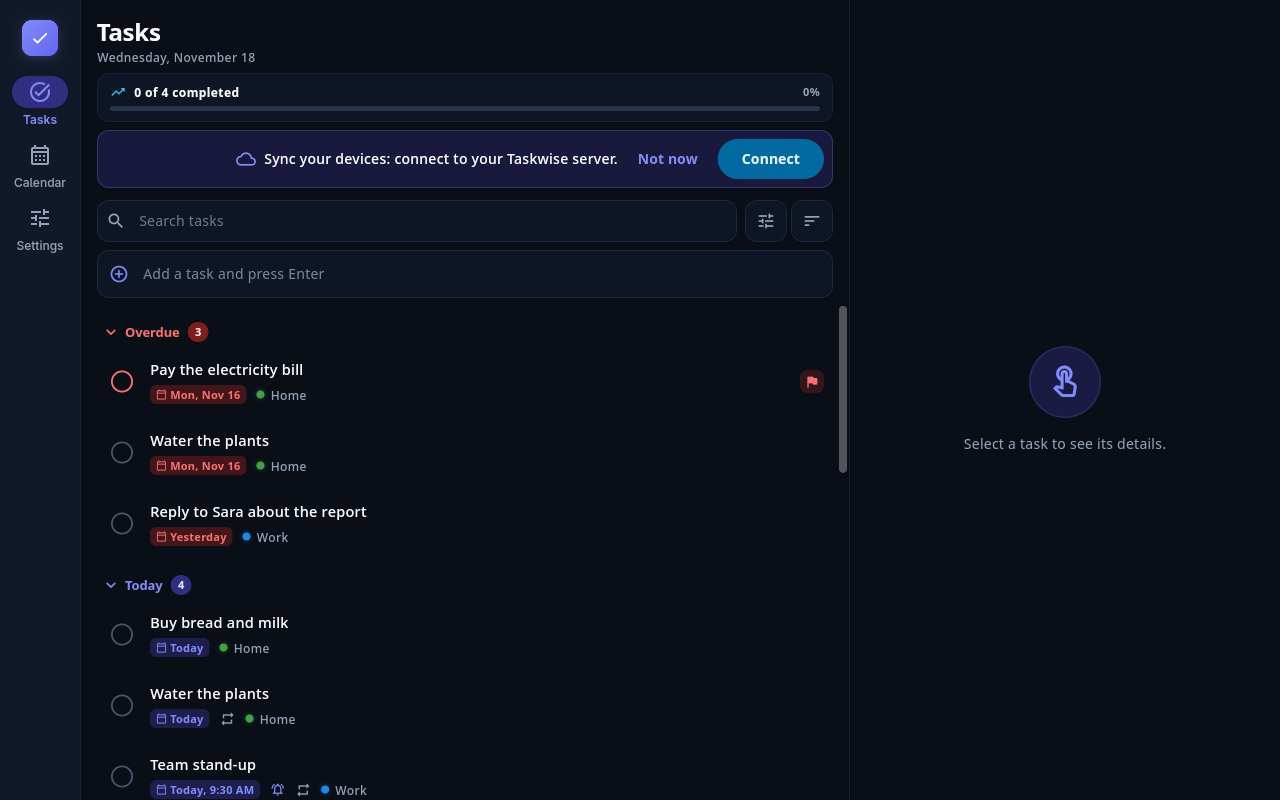 Tasks
Calendar
Settings
Tasks
Wednesday, November 18
0 of 4 completed
0%
Sync your devices: connect to your Taskwise server.
Not now
Connect
Search tasks
Add a task and press Enter
Overdue 3
Pay the electricity bill
Mon, Nov 16 Home
Water the plants
Mon, Nov 16 Home
Reply to Sara about the report
Yesterday Work
Today 4
Buy bread and milk
Today Home
Water the plants
Today Home
Team stand-up
Today, 9:30 AM Work
Select a task to see its details.